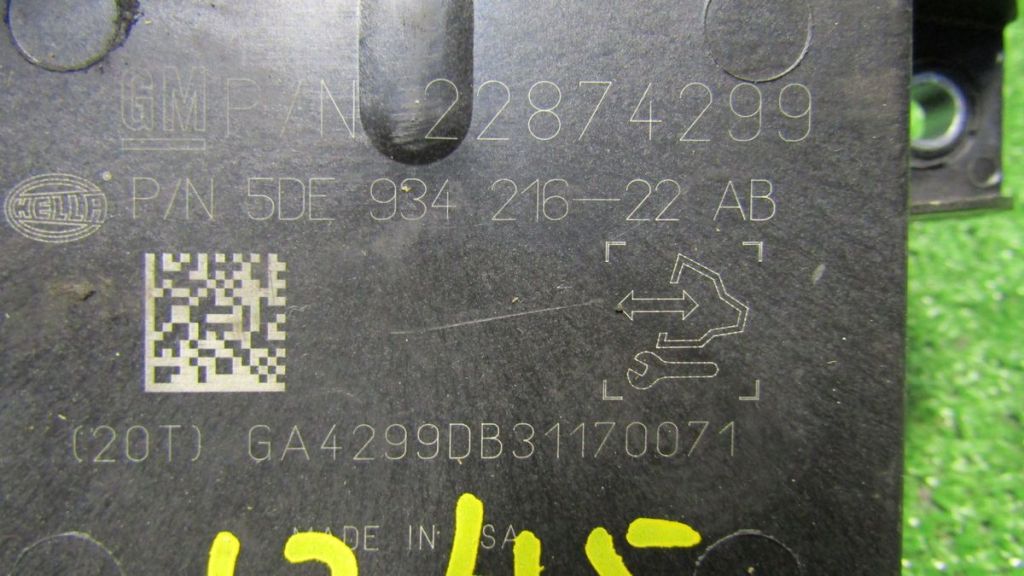 GM P/N 22874299
HELLA P/N 5DE 934 216-22 AB
(20T) GA4299DB31170071
MADE IN USA